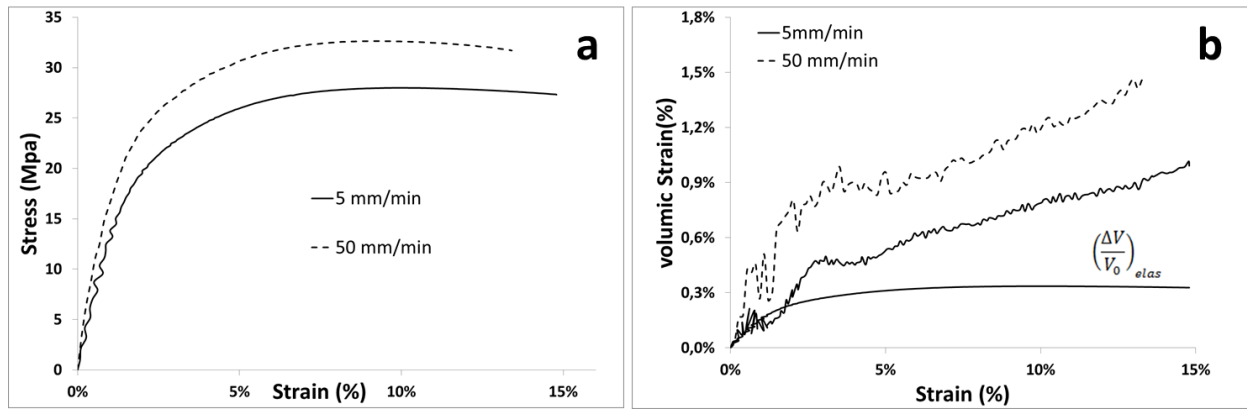 a
35
30
25
20
15
10
5
0
Stress (Mpa)
5 mm/min
50 mm/min
0%
5%
10%
15%
Strain (%)
b
1,8%
1,5%
1,2%
0,9%
0,6%
0,3%
0,0%
volumic Strain(%)
5mm/min
50 mm/min
(ΔV/V₀)elas
0%
5%
10%
15%
Strain (%)